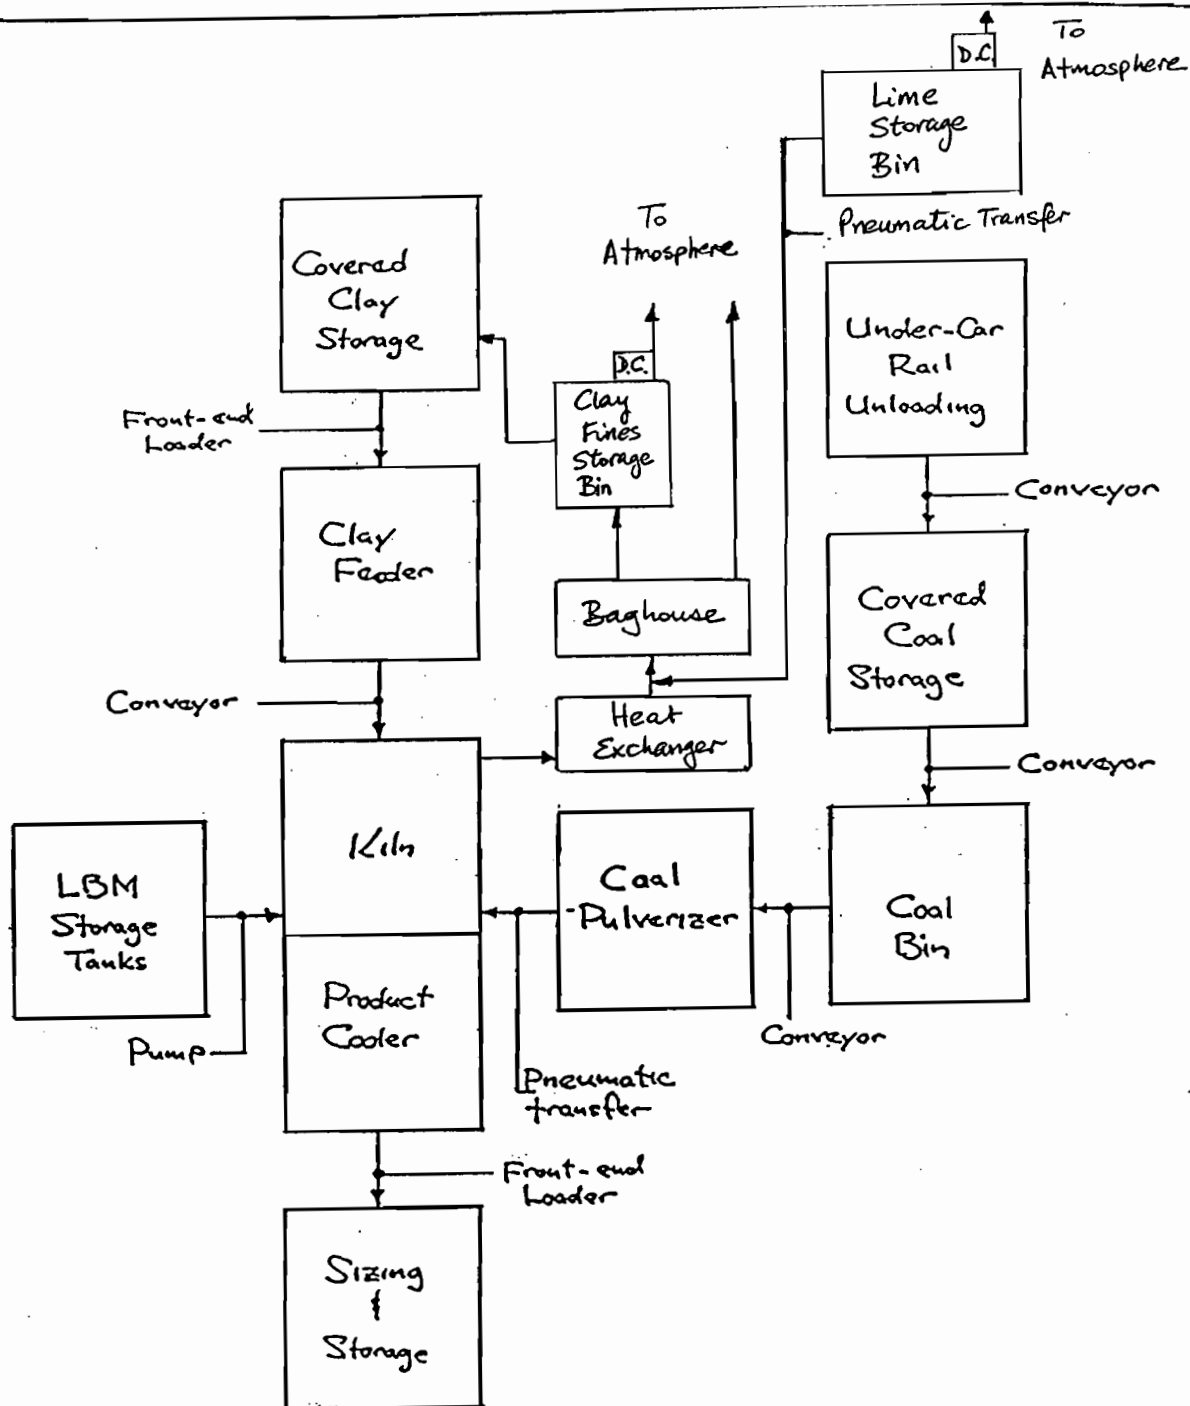 To
Atmosphere
D.C.
Lime
Storage
Bin
Pneumatic Transfer
To
Atmosphere
Covered
Clay
Storage
Under-Car
Rail
Unloading
D.C.
Clay
Fines
Storage
Bin
Front-end
Loader
Conveyor
Clay
Feeder
Baghouse
Covered
Coal
Storage
Conveyor
Heat
Exchanger
Conveyor
Kiln
LBM
Storage
Tanks
Coal
Pulverizer
Coal
Bin
Product
Cooler
Pump
Conveyor
Pneumatic
transfer
Front-end
Loader
Sizing
&
Storage